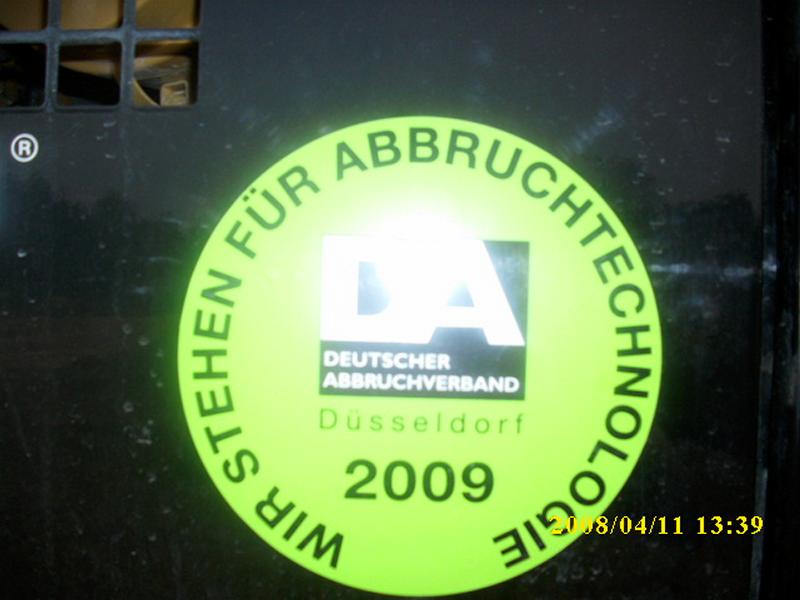 ®
WIR STEHEN FÜR ABBRUCHTECHNOLOGIE
DA
DEUTSCHER
ABBRUCHVERBAND
Düsseldorf
2009
2008/04/11 13:39